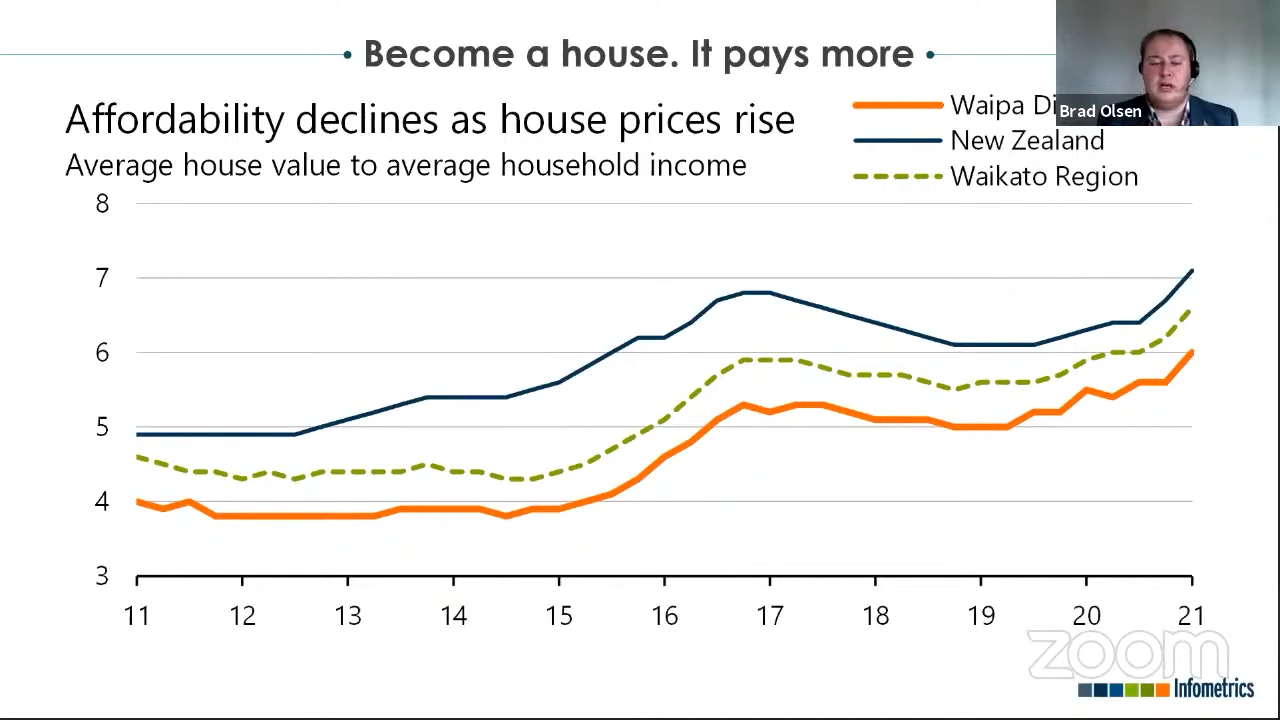 Become a house. It pays more
Brad Olsen
Affordability declines as house prices rise
Average house value to average household income
Waipa Di
New Zealand
Waikato Region
8
7
6
5
4
3
11 12 13 14 15 16 17 18 19 20 21
zoom
Infometrics